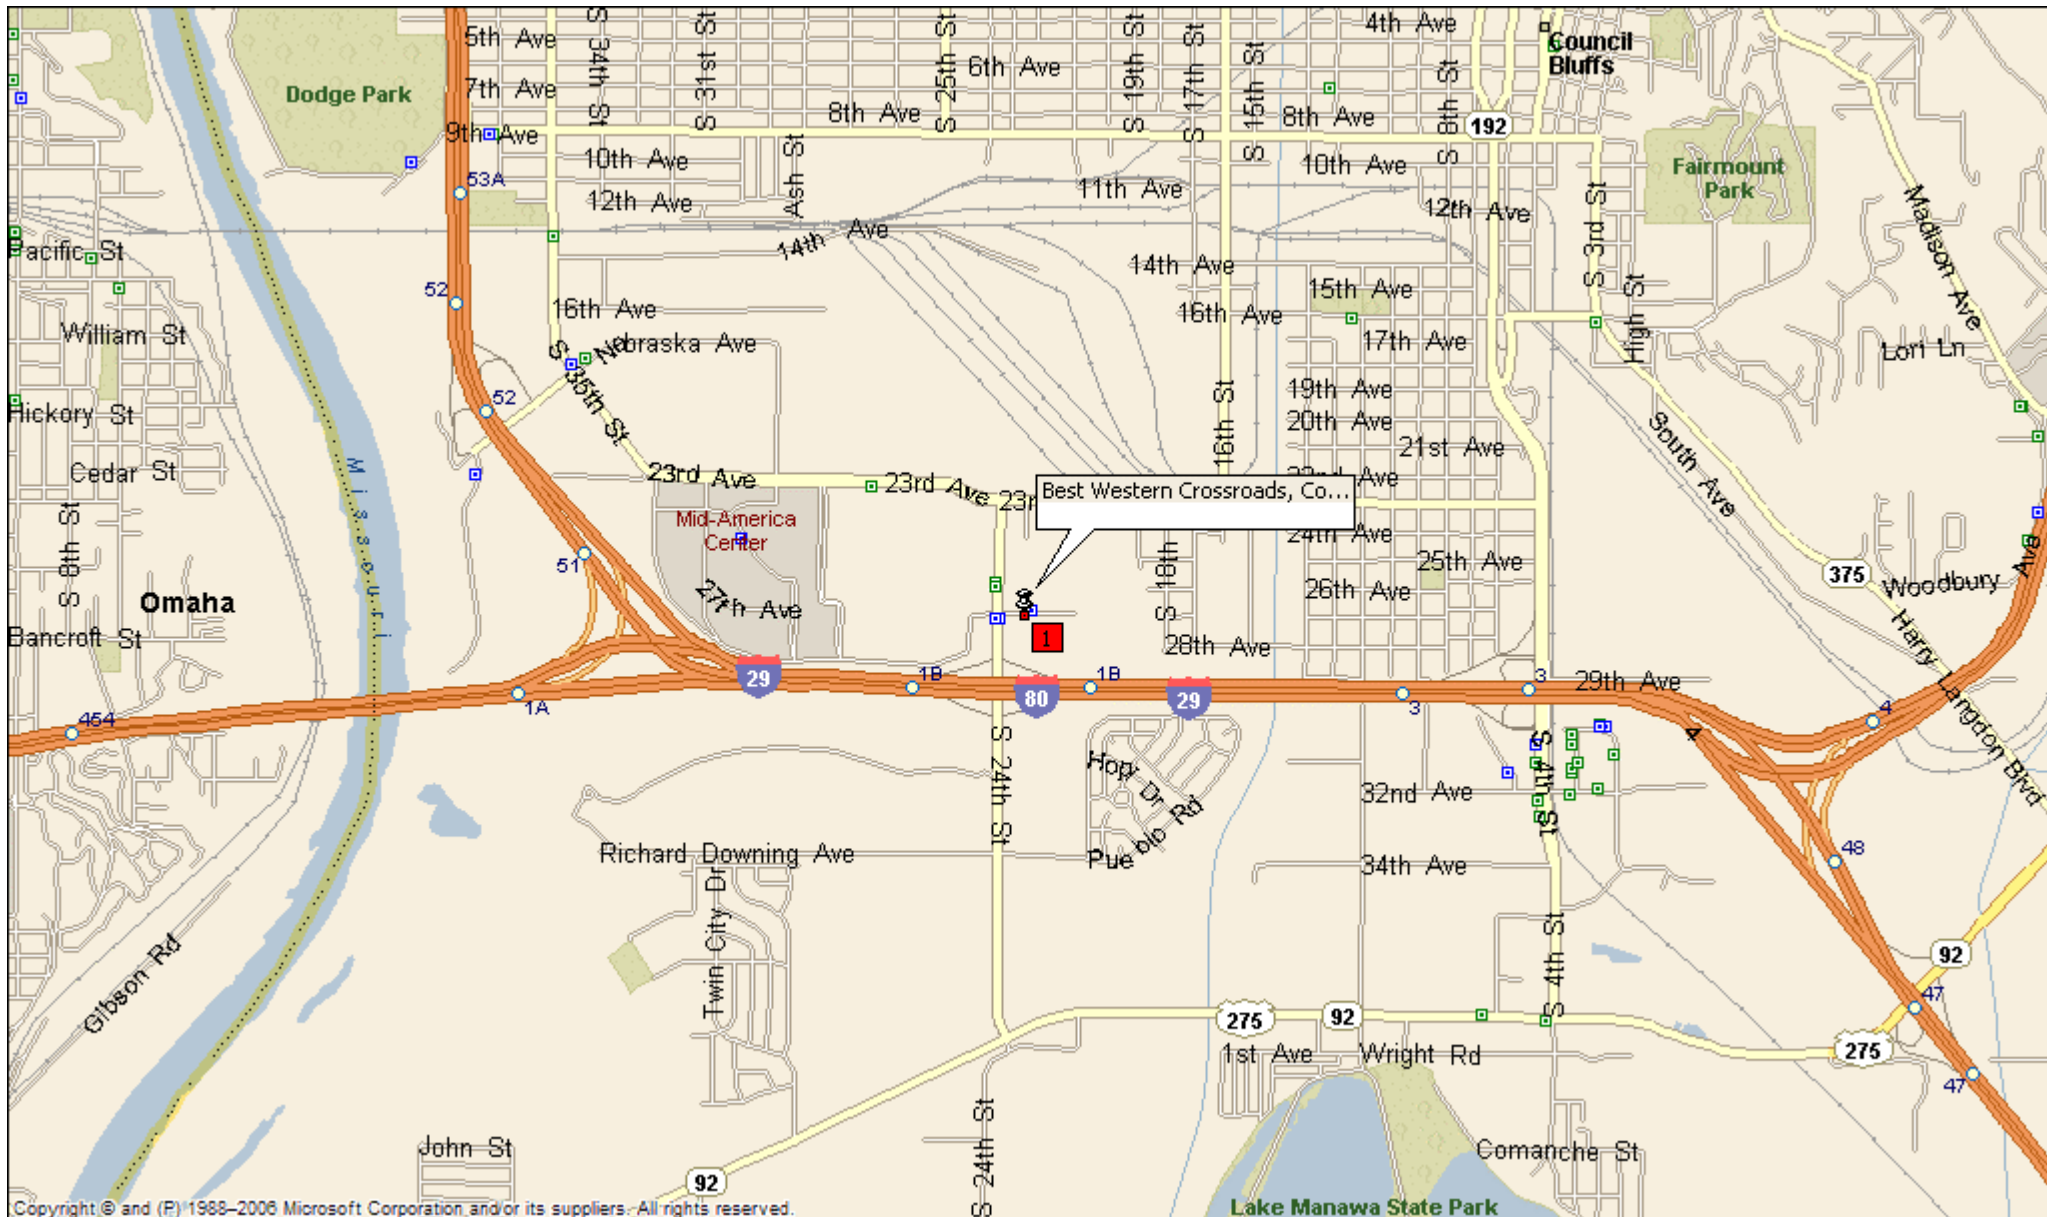 5th Ave
S 34th St
S 31st St
S 25th St
S 19th St
S 17th St
S 15th St
4th Ave
Council
Bluffs
6th Ave
S 8th St
Dodge Park
7th Ave
8th Ave
8th Ave
192
9th Ave
10th Ave
10th Ave
Ash St
Fairmount
Park
53A
11th Ave
12th Ave
12th Ave
S 3rd St
Madison Ave
Pacific St
14th Ave
14th Ave
52
16th Ave
15th Ave
16th Ave
High St
William St
Nebraska Ave
17th Ave
Lori Ln
S 35th St
52
19th Ave
Hickory St
20th Ave
16th St
21st Ave
South Ave
Cedar St
23rd Ave
23rd Ave
22nd Ave
Best Western Crossroads, Co...
Missouri
S 8th St
Mid-America
Center
24th Ave
51
25th Ave
S 18th
375
Woodbury Ave
Omaha
27th Ave
26th Ave
Bancroft St
1
28th Ave
Harry Langdon Blvd
29
1B
80
1B
29
3
3
29th Ave
4
4
454
1A
S 24th St
Hopi Dr
S 4th St
32nd Ave
Pueblo Rd
Richard Downing Ave
34th Ave
48
Twin City Dr
Gibson Rd
S 4th St
92
47
275
92
275
1st Ave
Wright Rd
47
S 24th St
John St
Comanche St
92
Lake Manawa State Park
Copyright © and (P) 1988–2006 Microsoft Corporation and/or its suppliers. All rights reserved.